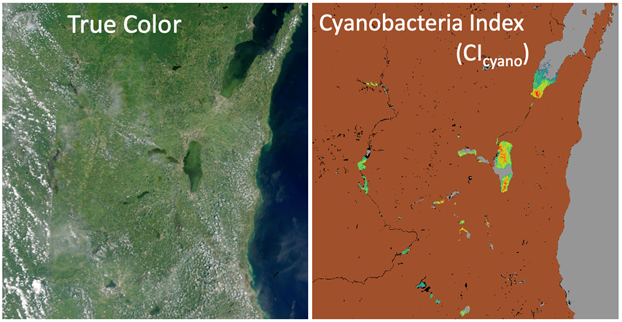 True Color
Cyanobacteria Index
(CIcyano)